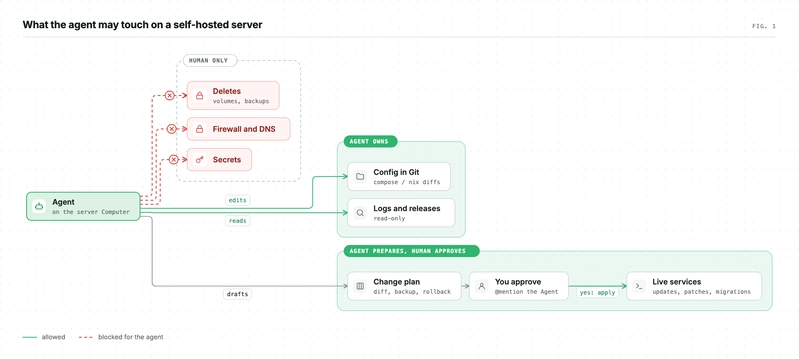 What the agent may touch on a self-hosted server
FIG. 1
HUMAN ONLY
Deletes
volumes, backups
Firewall and DNS
Secrets
AGENT OWNS
Config in Git
compose / nix diffs
Logs and releases
read-only
Agent
on the server Computer
edits
reads
AGENT PREPARES, HUMAN APPROVES
Change plan
diff, backup, rollback
You approve
@mention the Agent
yes: apply
Live services
updates, patches, migrations
drafts
allowed
blocked for the agent